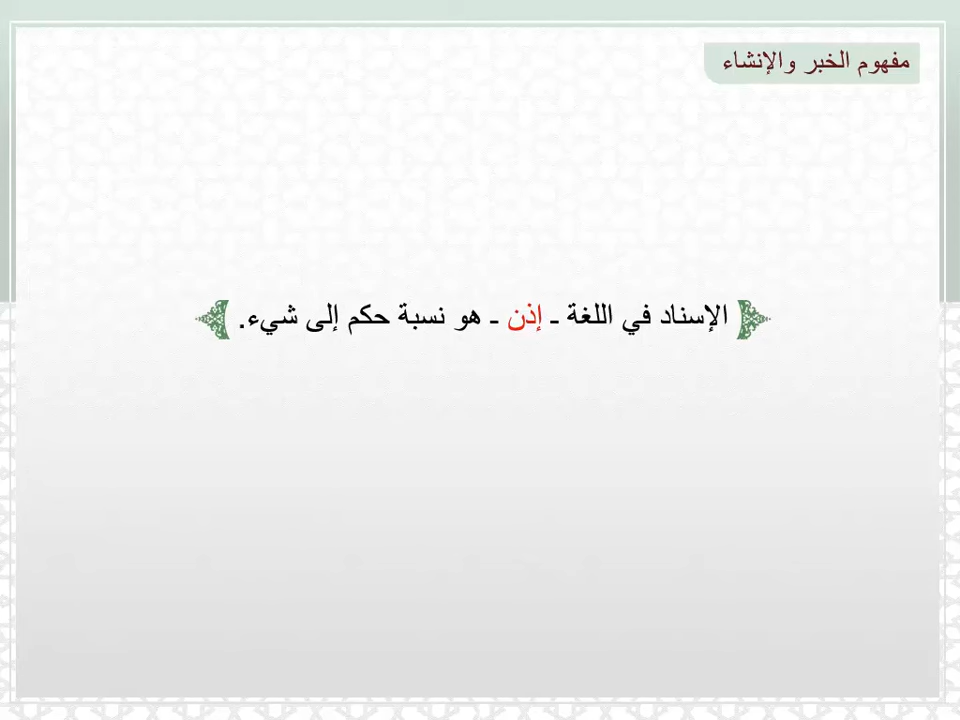 مفهوم الخبر والإنشاء
الإسناد في اللغة ـ إذن ـ هو نسبة حكم إلى شيء.